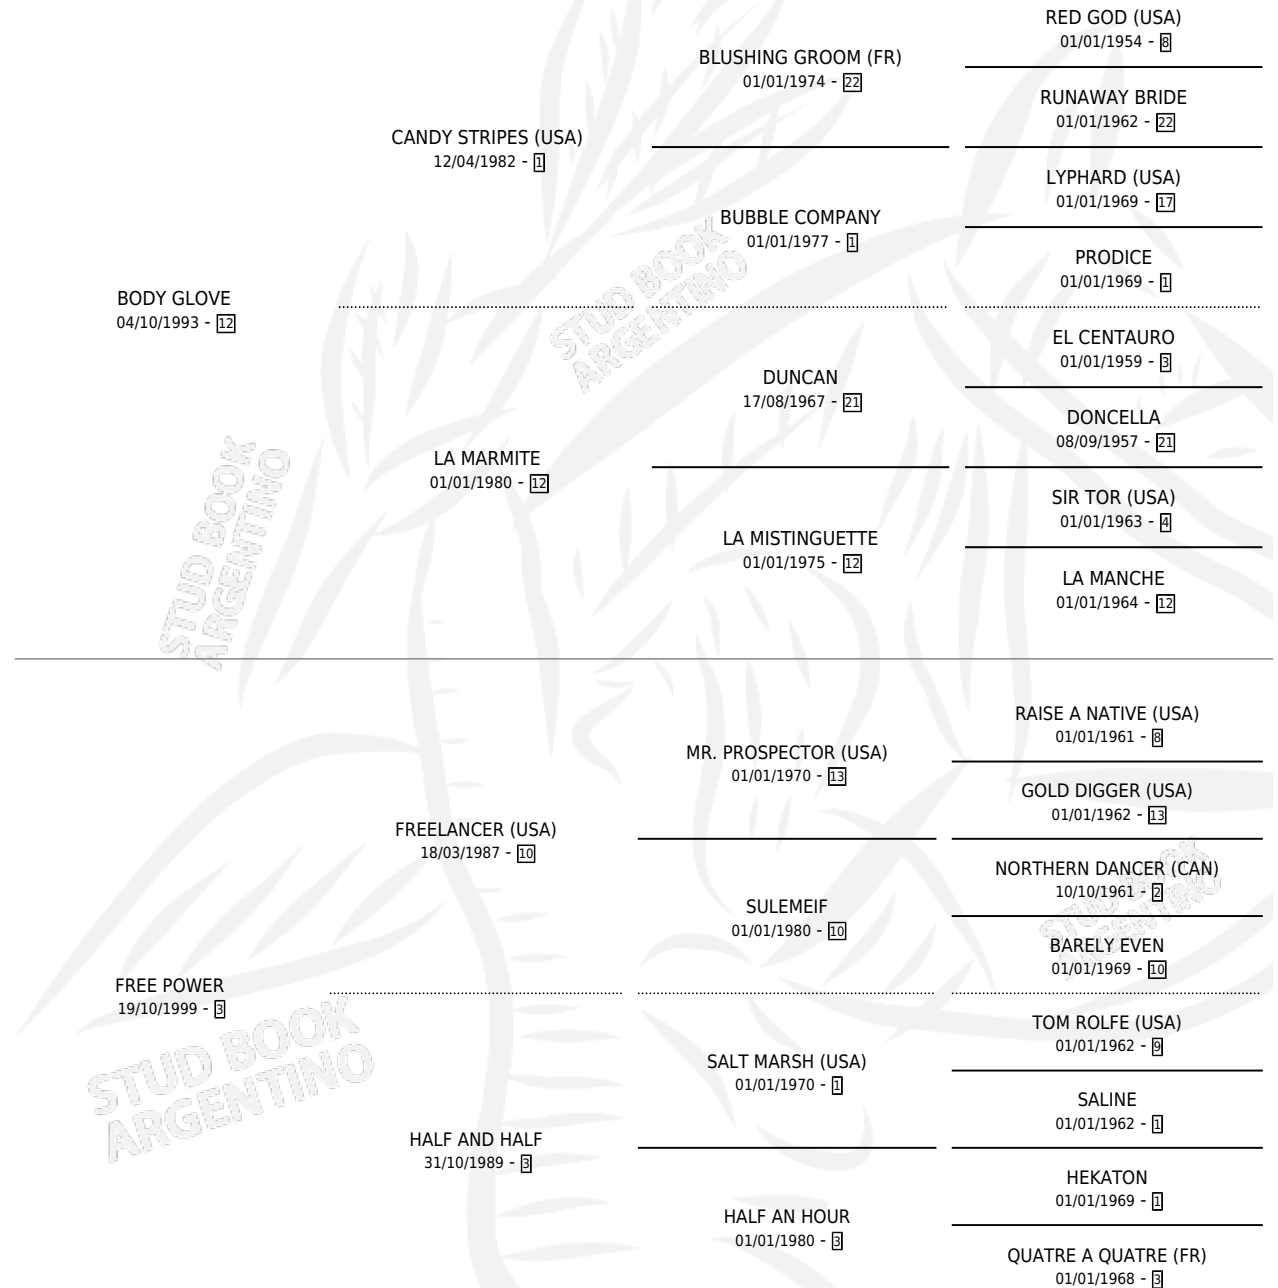 RED GOD (USA)
01/01/1954 - 8
BLUSHING GROOM (FR)
01/01/1974 - 22
RUNAWAY BRIDE
01/01/1962 - 22
CANDY STRIPES (USA)
12/04/1982 - 1
LYPHARD (USA)
01/01/1969 - 17
BUBBLE COMPANY
01/01/1977 - 1
PRODICE
01/01/1969 - 1
BODY GLOVE
04/10/1993 - 12
STUD BOOK
ARGENTINO
EL CENTAURO
01/01/1959 - 3
DUNCAN
17/08/1967 - 21
DONCELLA
08/09/1957 - 21
LA MARMITE
01/01/1980 - 12
SIR TOR (USA)
01/01/1963 - 4
LA MISTINGUETTE
01/01/1975 - 12
LA MANCHE
01/01/1964 - 12
STUD BOOK
ARGENTINO
RAISE A NATIVE (USA)
01/01/1961 - 8
MR. PROSPECTOR (USA)
01/01/1970 - 13
GOLD DIGGER (USA)
01/01/1962 - 13
FREELANCER (USA)
18/03/1987 - 10
NORTHERN DANCER (CAN)
10/10/1961 - 2
SULEMEIF
01/01/1980 - 10
STUD BOOK
ARGENTINO
BARELY EVEN
01/01/1969 - 10
FREE POWER
19/10/1999 - 3
STUD BOOK
ARGENTINO
TOM ROLFE (USA)
01/01/1962 - 9
SALT MARSH (USA)
01/01/1970 - 1
SALINE
01/01/1962 - 1
HALF AND HALF
31/10/1989 - 3
HEKATON
01/01/1969 - 1
HALF AN HOUR
01/01/1980 - 3
QUATRE A QUATRE (FR)
01/01/1968 - 3